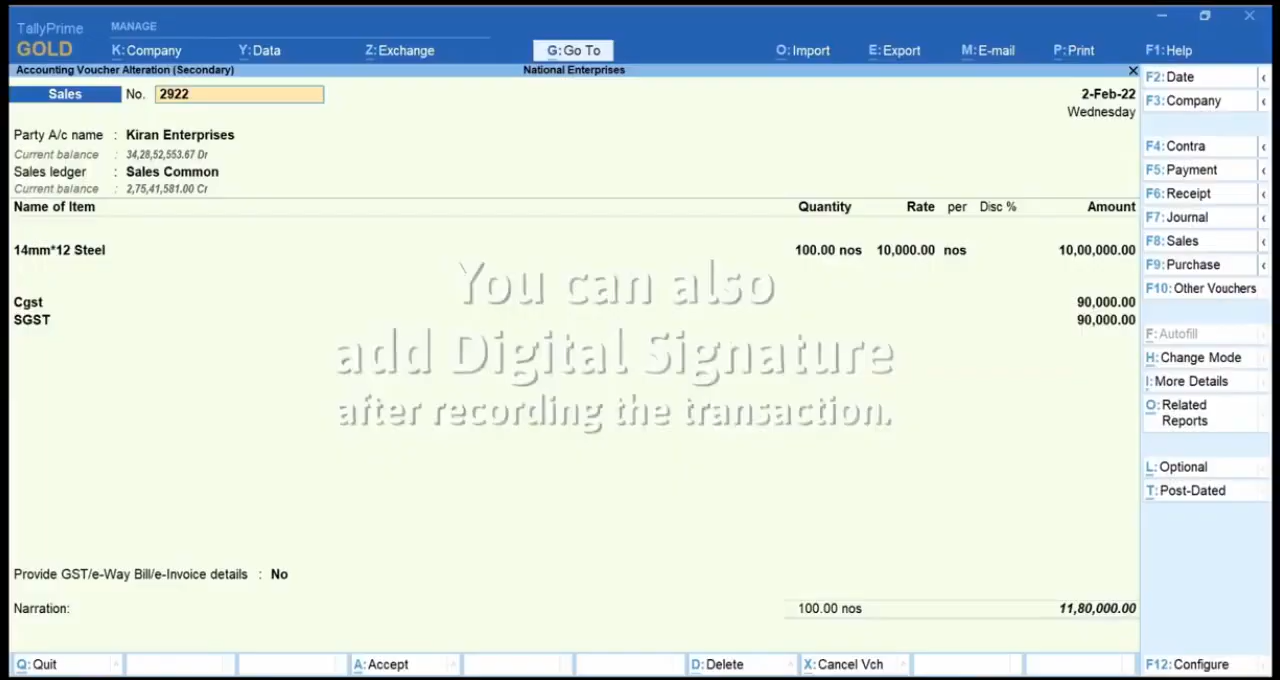 TallyPrime MANAGE
GOLD K:Company Y:Data Z:Exchange G:Go To O:Import E:Export M:E-mail P:Print F1:Help
Accounting Voucher Alteration (Secondary) National Enterprises
Sales No. 2922 2-Feb-22
Wednesday
Party A/c name : Kiran Enterprises
Current balance : 34,28,52,553.67 Dr
Sales ledger : Sales Common
Current balance : 2,75,41,581.00 Cr
Name of Item Quantity Rate per Disc % Amount
14mm*12 Steel 100.00 nos 10,000.00 nos 10,00,000.00
Cgst 90,000.00
SGST 90,000.00
You can also
add Digital Signature
after recording the transaction.
Provide GST/e-Way Bill/e-Invoice details : No
Narration: 100.00 nos 11,80,000.00
Q:Quit A:Accept D:Delete X:Cancel Vch
F2:Date
F3:Company
F4:Contra
F5:Payment
F6:Receipt
F7:Journal
F8:Sales
F9:Purchase
F10:Other Vouchers
F:Autofill
H:Change Mode
I:More Details
O:Related
Reports
L:Optional
T:Post-Dated
F12:Configure